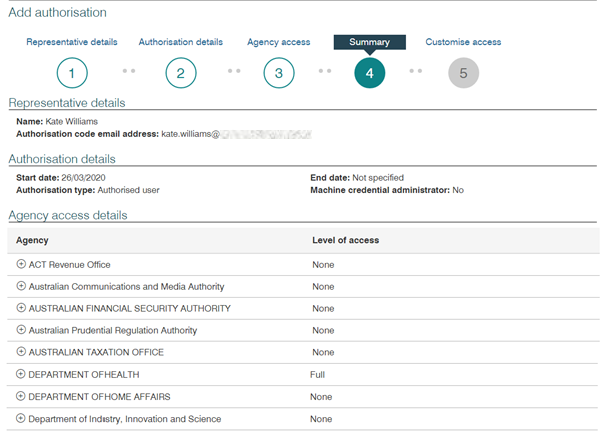 Add authorisation
Representative details Authorisation details Agency access Summary Customise access
1 2 3 4 5
Representative details
Name: Kate Williams
Authorisation code email address: kate.williams@
Authorisation details
Start date: 26/03/2020 End date: Not specified
Authorisation type: Authorised user Machine credential administrator: No
Agency access details
Agency Level of access
ACT Revenue Office None
Australian Communications and Media Authority None
AUSTRALIAN FINANCIAL SECURITY AUTHORITY None
Australian Prudential Regulation Authority None
AUSTRALIAN TAXATION OFFICE None
DEPARTMENT OFHEALTH Full
DEPARTMENT OFHOME AFFAIRS None
Department of Indystry, Innovation and Science None